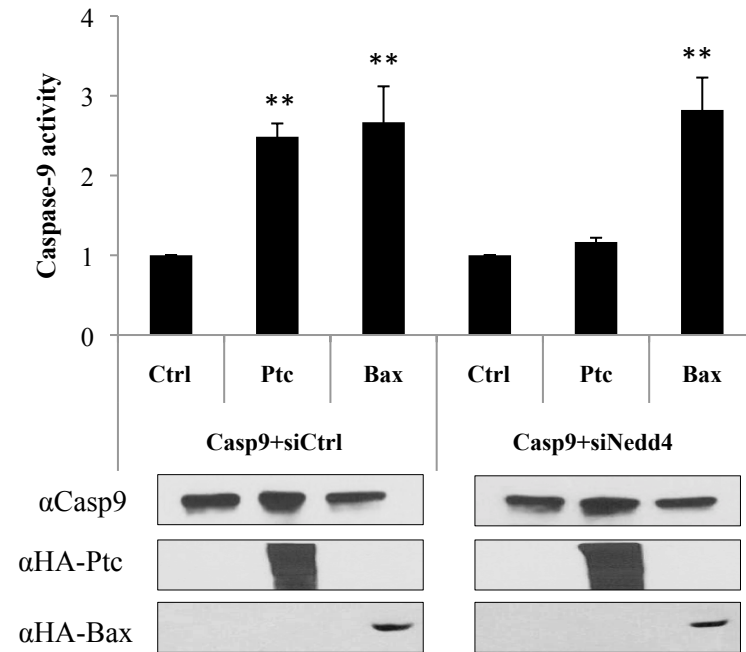 4
** **
**
3
2
1
0
Caspase-9 activity
Ctrl Ptc Bax Ctrl Ptc Bax
Casp9+siCtrl Casp9+siNedd4
αCasp9
αHA-Ptc
αHA-Bax